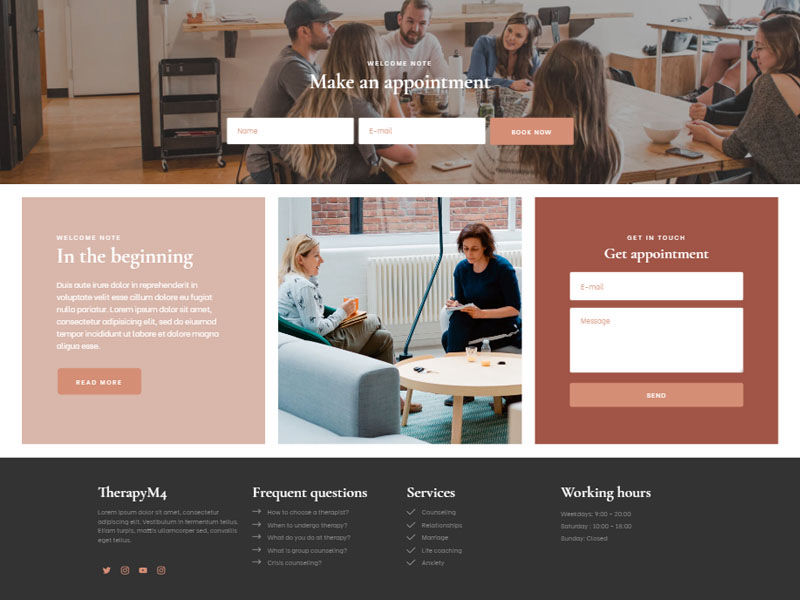 WELCOME NOTE
Make an appointment
Name
E-mail
BOOK NOW
WELCOME NOTE
In the beginning
Duis aute irure dolor in reprehenderit in
voluptate velit esse cillum dolore eu fugiat
nulla pariatur. Lorem ipsum dolor sit amet,
consectetur adipisicing elit, sed do eiusmod
tempor incididunt ut labore et dolore magna
aliqua esse.
READ MORE
GET IN TOUCH
Get appointment
E-mail
Message
SEND
TherapyM4
Lorem ipsum dolor sit amet, consectetur
adipiscing elit. Vestibulum in fermentum tellus.
Etiam turpis, mattis ullamcorper sed, convallis
eget tellus.
Frequent questions
How to choose a therapist?
When to undergo therapy?
What do you do at therapy?
What is group counseling?
Crisis counseling?
Services
Counseling
Relationships
Marriage
Life coaching
Anxiety
Working hours
Weekdays: 9:00 – 20:00
Saturday : 10:00 – 18:00
Sunday: Closed